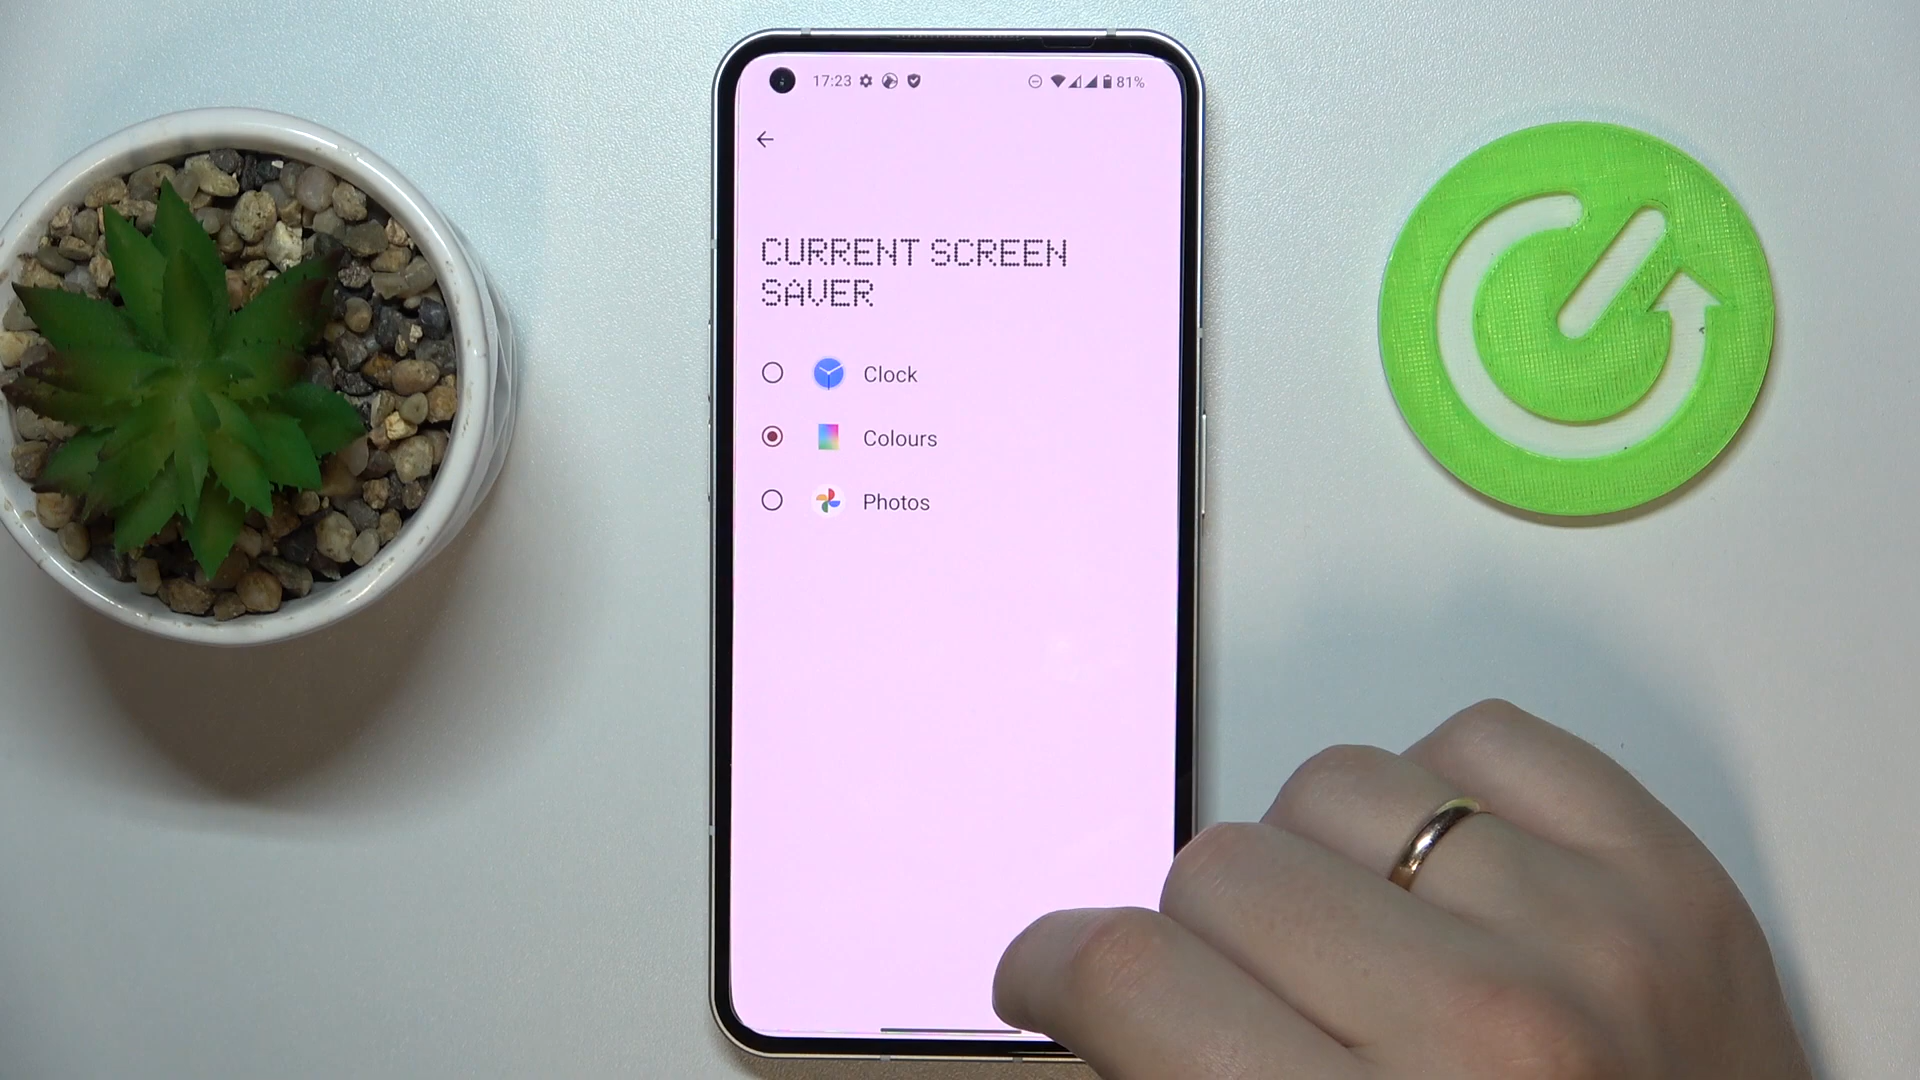 17:23 81%
CURRENT SCREEN
SAVER
Clock
Colours
Photos